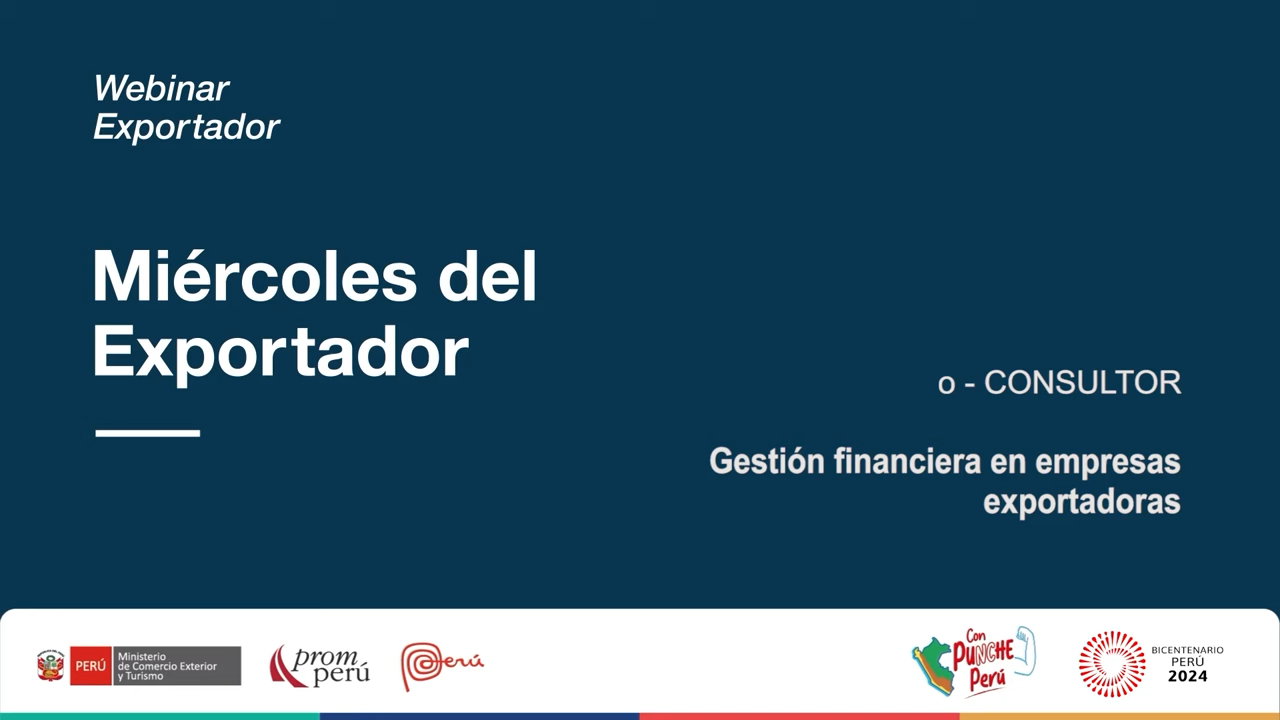 Webinar
Exportador
Miércoles del
Exportador
o - CONSULTOR
Gestión financiera en empresas
exportadoras
PERÚ
Ministerio
de Comercio Exterior
y Turismo
prom
perú
Perú
Con
PUNCHE
Perú
BICENTENARIO
PERÚ
2024